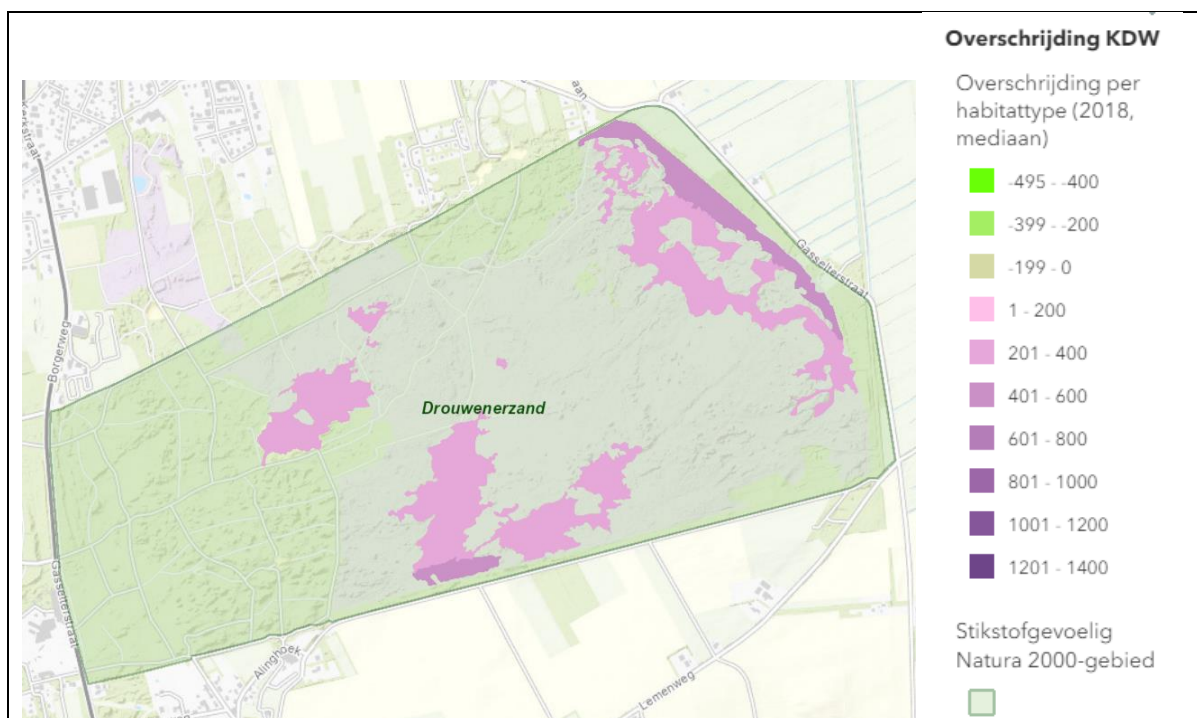 Overschrijding KDW
Overschrijding per
habitattype (2018,
mediaan)
-495 - -400
-399 - -200
-199 - 0
1 - 200
201 - 400
401 - 600
601 - 800
801 - 1000
1001 - 1200
1201 - 1400
Stikstofgevoelig
Natura 2000-gebied
Kerkstraat
aan
Gasselterstraat
Borgerweg
Drouwenerzand
Gasselterstraat
Alinghoek
Lemenweg